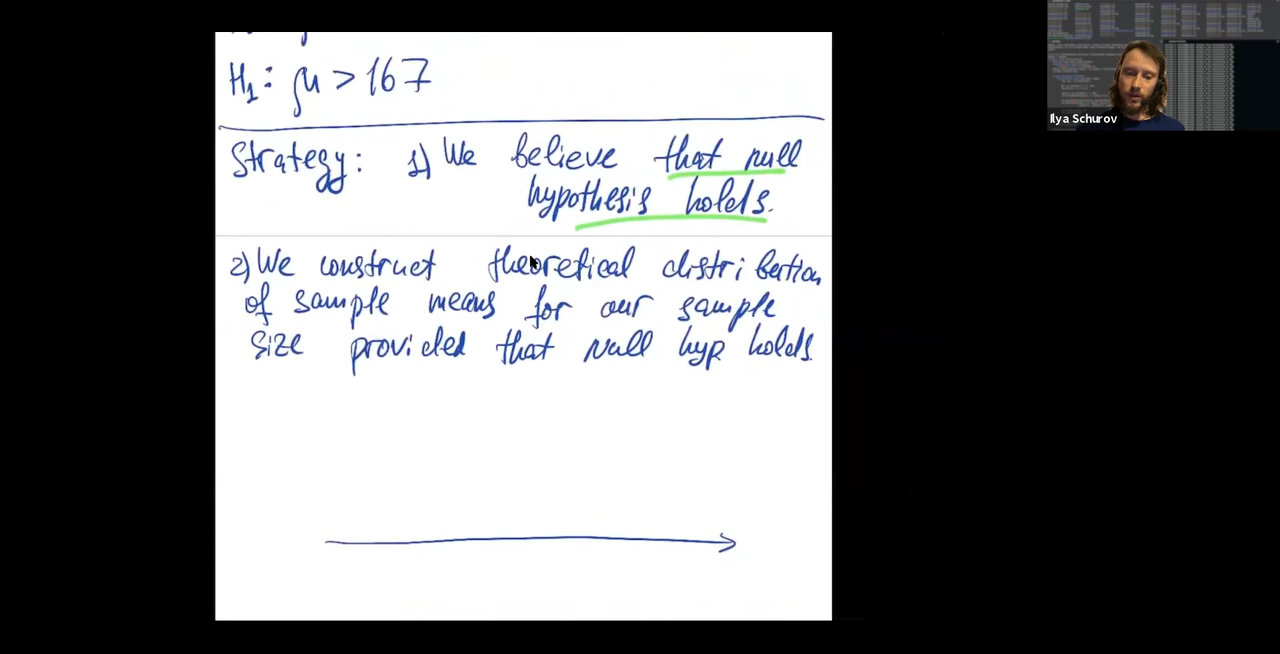 H₁: μ > 167
Strategy: 1) We believe that null
hypothesis holds.
2) We construct theoretical distribution
of sample means for our sample
size provided that null hyp holds.
Ilya Schurov